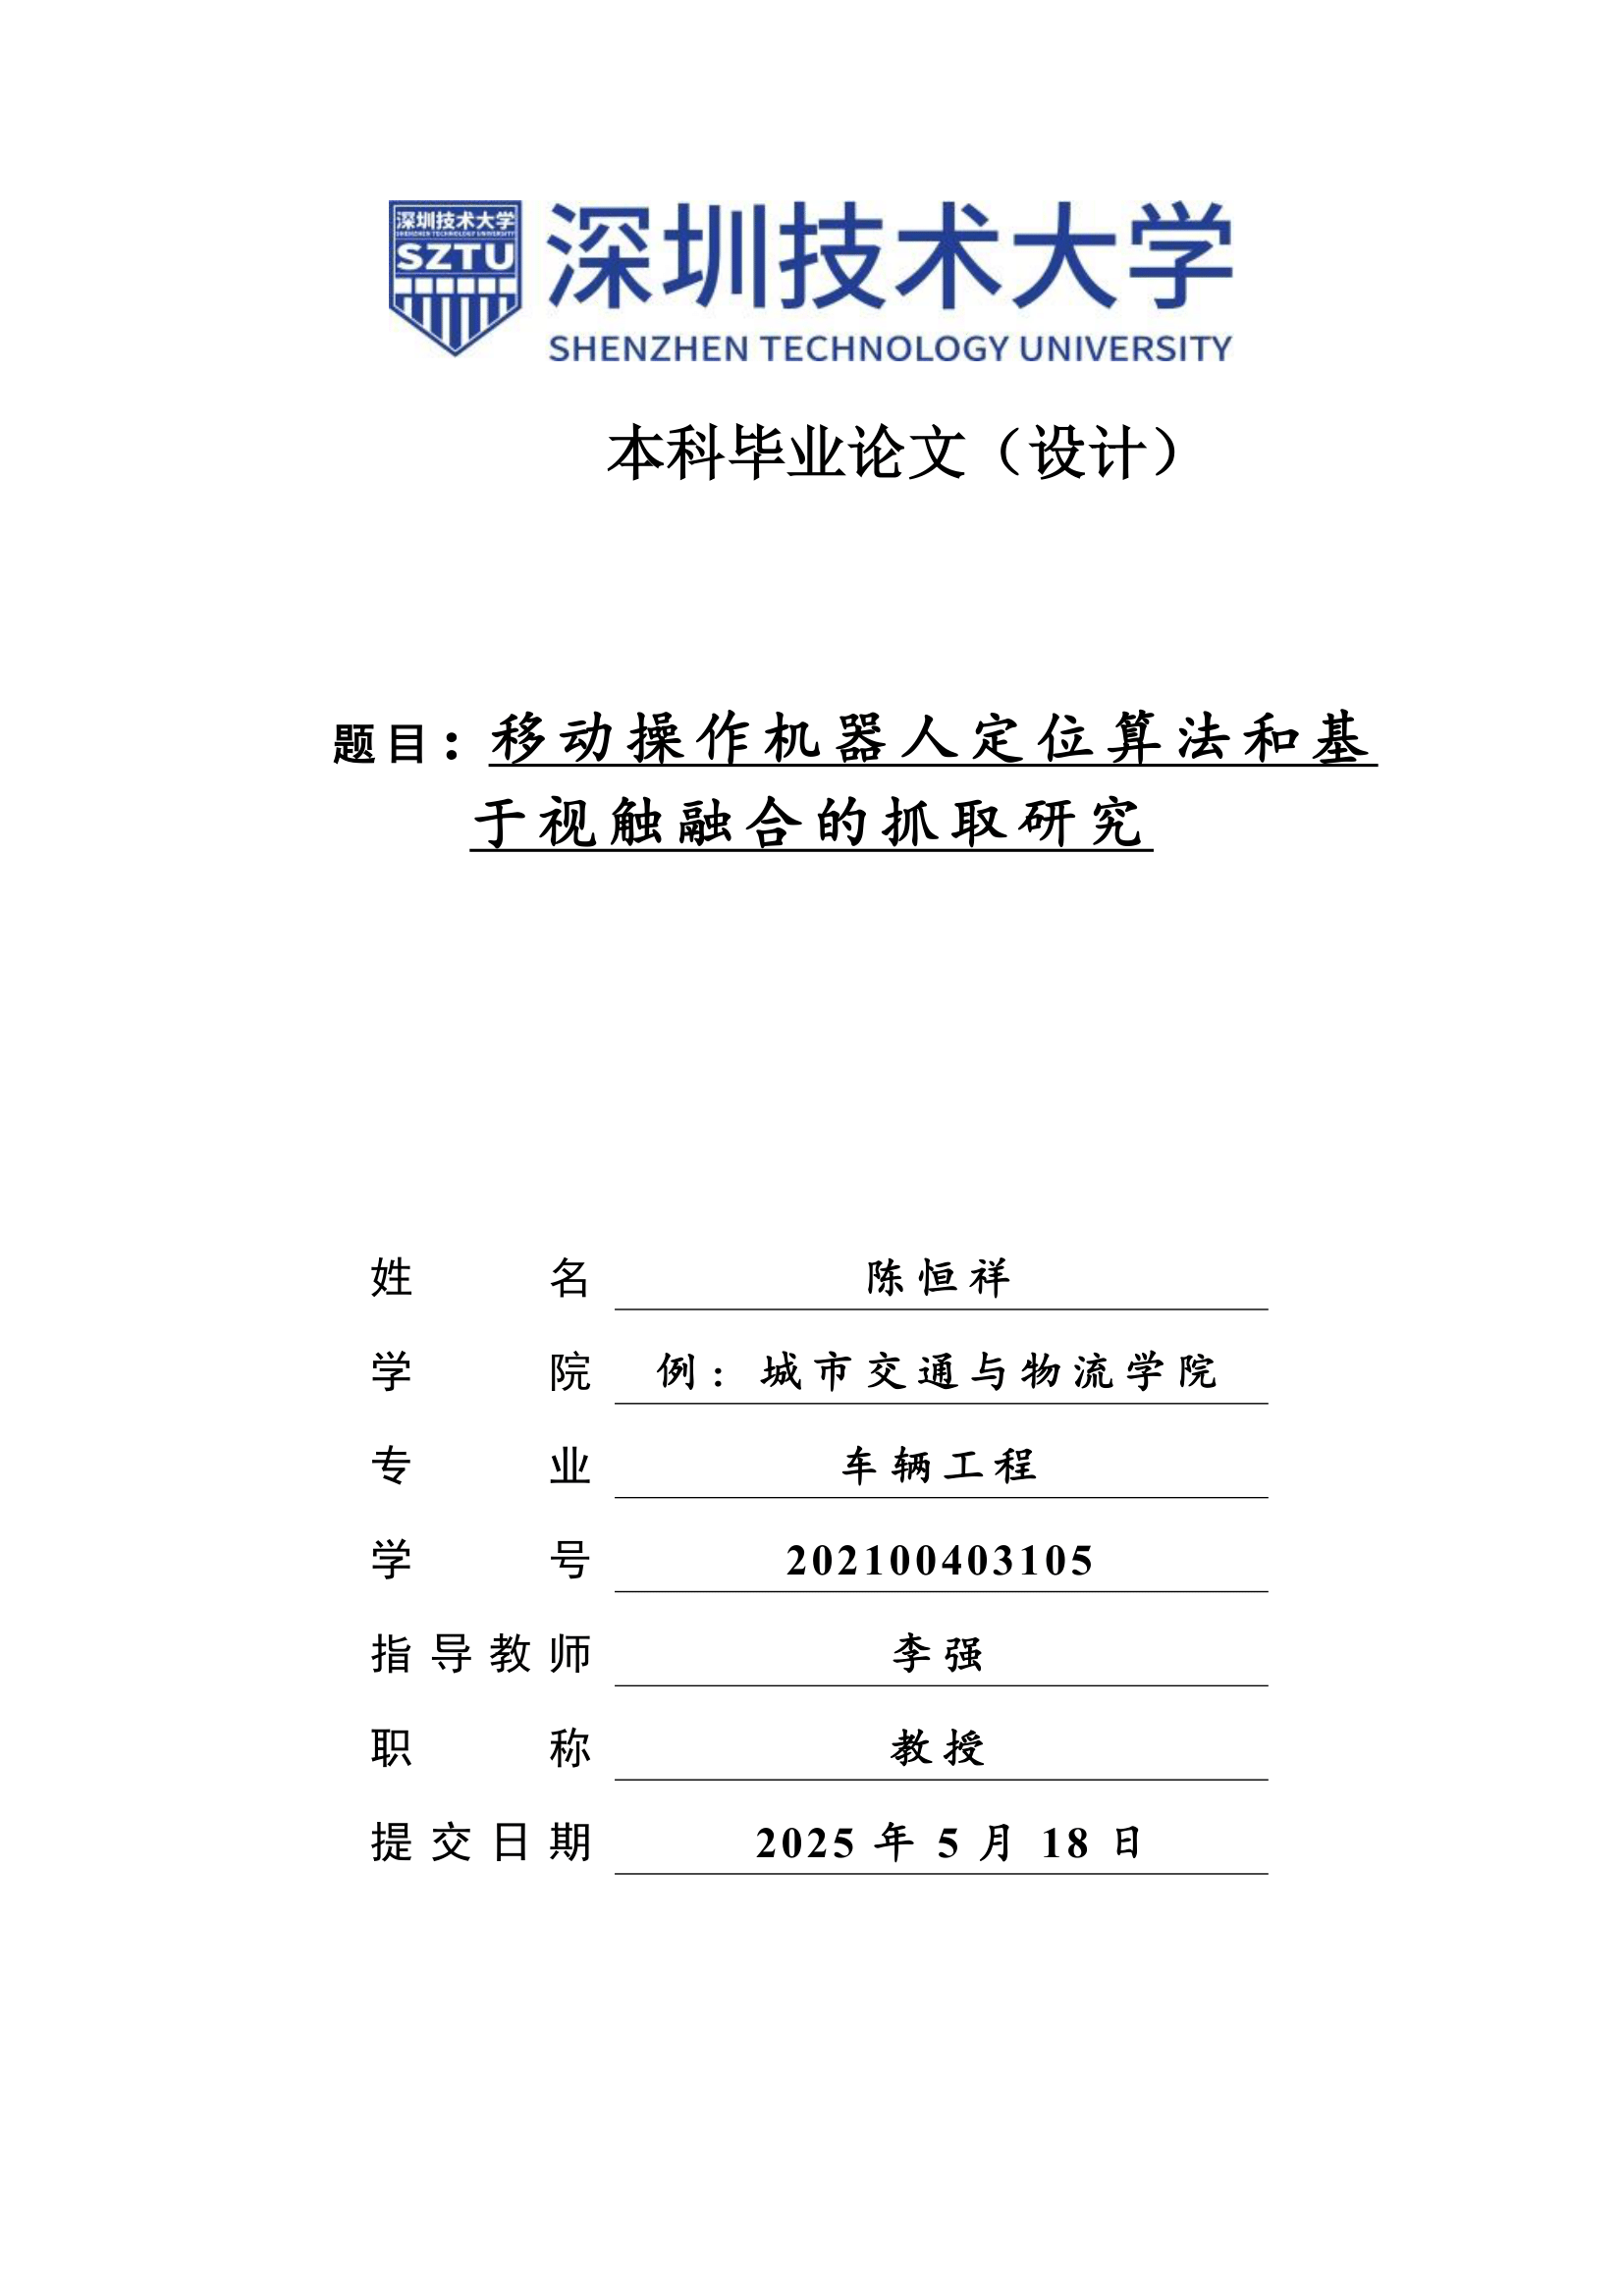 深圳技术大学
SHENZHEN TECHNOLOGY UNIVERSITY
SZTU
深圳技术大学
SHENZHEN TECHNOLOGY UNIVERSITY
本科毕业论文（设计）
题目：移动操作机器人定位算法和基
于视触融合的抓取研究
姓名 陈恒祥
学院 例：城市交通与物流学院
专业 车辆工程
学号 202100403105
指导教师 李强
职称 教授
提交日期 2025 年 5 月 18 日